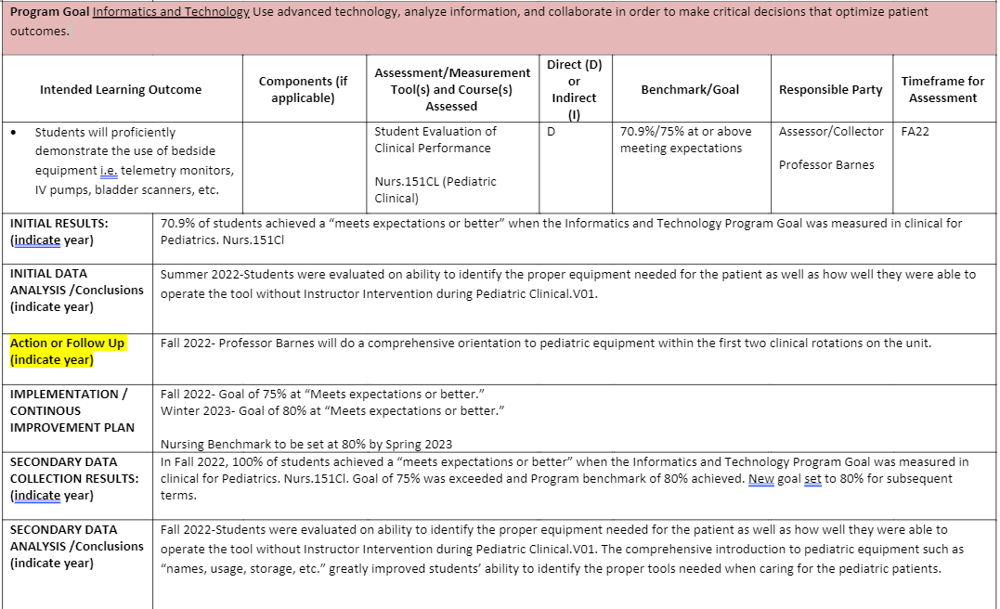 Program Goal Informatics and Technology Use advanced technology, analyze information, and collaborate in order to make critical decisions that optimize patient
outcomes.
Intended Learning Outcome
Components (if
applicable)
Assessment/Measurement
Tool(s) and Course(s)
Assessed
Direct (D)
or
Indirect
(I)
Benchmark/Goal
Responsible Party
Timeframe for
Assessment
• Students will proficiently
demonstrate the use of bedside
equipment i.e. telemetry monitors,
IV pumps, bladder scanners, etc.
Student Evaluation of
Clinical Performance
Nurs.151CL (Pediatric
Clinical)
D
70.9%/75% at or above
meeting expectations
Assessor/Collector
Professor Barnes
FA22
INITIAL RESULTS:
(indicate year)
70.9% of students achieved a “meets expectations or better” when the Informatics and Technology Program Goal was measured in clinical for
Pediatrics. Nurs.151Cl
INITIAL DATA
ANALYSIS /Conclusions
(indicate year)
Summer 2022-Students were evaluated on ability to identify the proper equipment needed for the patient as well as how well they were able to
operate the tool without Instructor Intervention during Pediatric Clinical.V01.
Action or Follow Up
(indicate year)
Fall 2022- Professor Barnes will do a comprehensive orientation to pediatric equipment within the first two clinical rotations on the unit.
IMPLEMENTATION /
CONTINOUS
IMPROVEMENT PLAN
Fall 2022- Goal of 75% at “Meets expectations or better.”
Winter 2023- Goal of 80% at “Meets expectations or better.”
Nursing Benchmark to be set at 80% by Spring 2023
SECONDARY DATA
COLLECTION RESULTS:
(indicate year)
In Fall 2022, 100% of students achieved a “meets expectations or better” when the Informatics and Technology Program Goal was measured in
clinical for Pediatrics. Nurs.151Cl. Goal of 75% was exceeded and Program benchmark of 80% achieved. New goal set to 80% for subsequent
terms.
SECONDARY DATA
ANALYSIS /Conclusions
(indicate year)
Fall 2022-Students were evaluated on ability to identify the proper equipment needed for the patient as well as how well they were able to
operate the tool without Instructor Intervention during Pediatric Clinical.V01. The comprehensive introduction to pediatric equipment such as
“names, usage, storage, etc.” greatly improved students’ ability to identify the proper tools needed when caring for the pediatric patients.